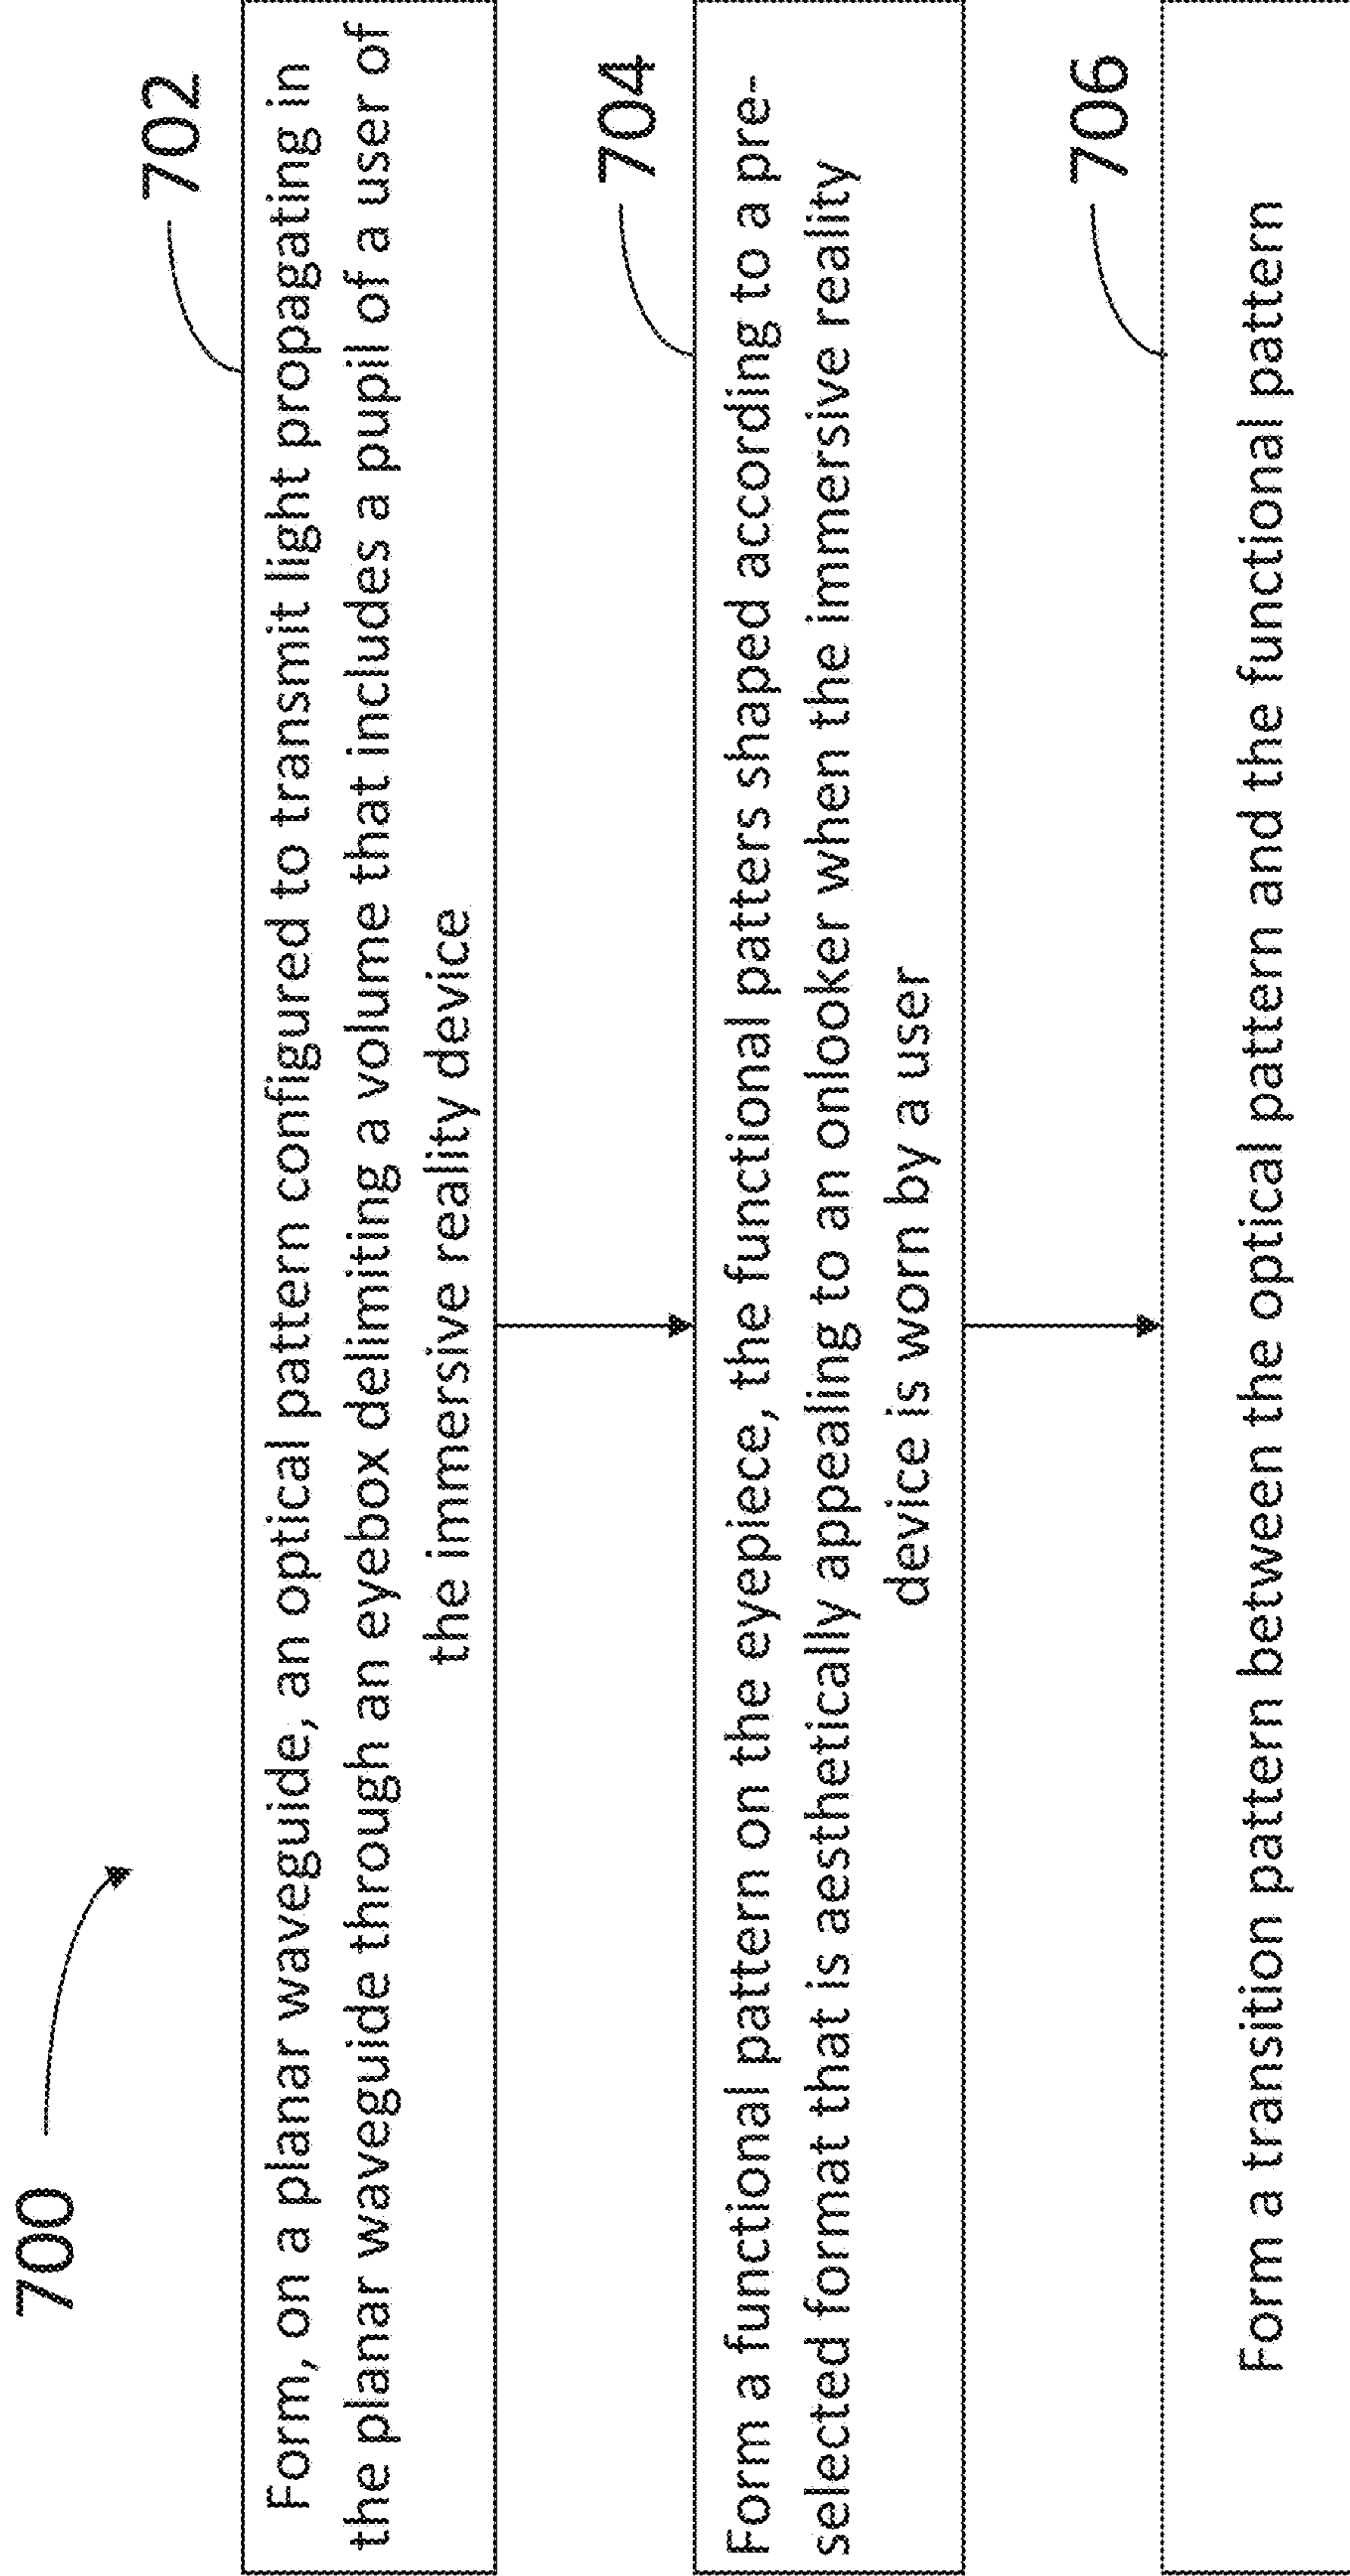 700
702
Form, on a planar waveguide, an optical pattern configured to transmit light propagating in
the planar waveguide through an eyebox delimiting a volume that includes a pupil of a user of
the immersive reality device
704
Form a functional pattern on the eyepiece, the functional patters shaped according to a pre-
selected format that is aesthetically appealing to an onlooker when the immersive reality
device is worn by a user
706
Form a transition pattern between the optical pattern and the functional pattern